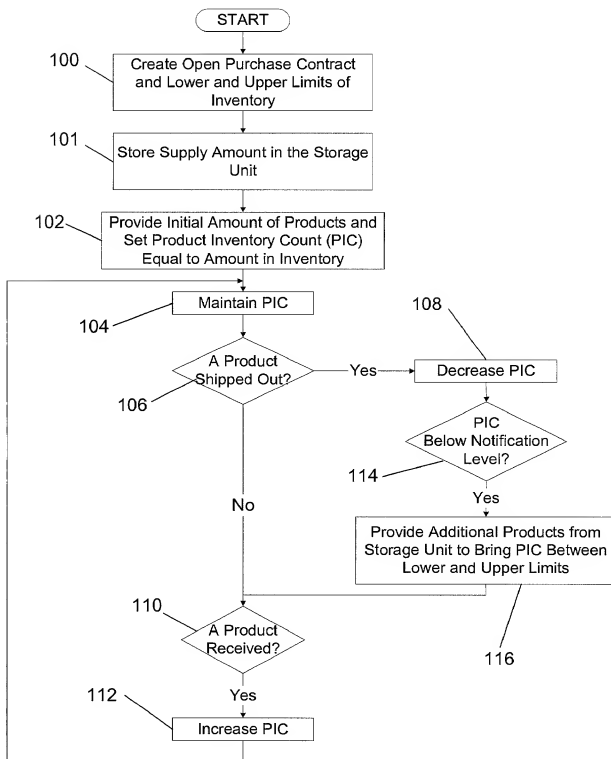 START
100
Create Open Purchase Contract
and Lower and Upper Limits of
Inventory
101
Store Supply Amount in the Storage
Unit
102
Provide Initial Amount of Products and
Set Product Inventory Count (PIC)
Equal to Amount in Inventory
104
Maintain PIC
106
A Product
Shipped Out?
Yes
108
Decrease PIC
114
PIC
Below Notification
Level?
Yes
No
Provide Additional Products from
Storage Unit to Bring PIC Between
Lower and Upper Limits
116
110
A Product
Received?
Yes
112
Increase PIC